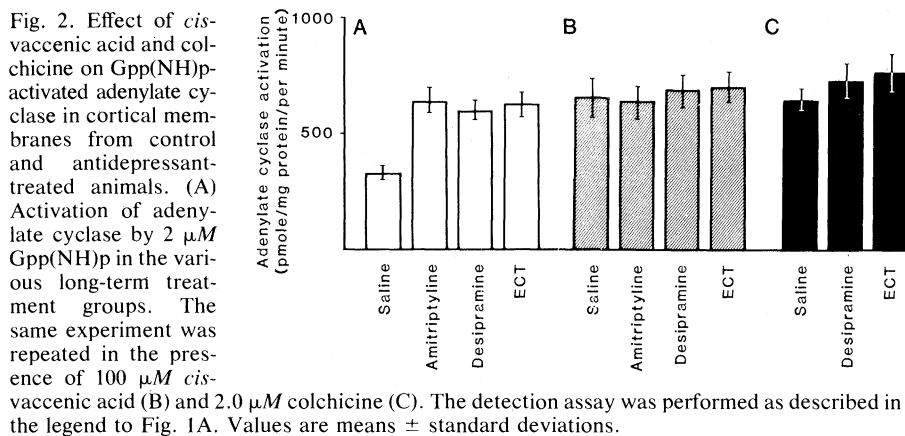 Fig. 2. Effect of cis-
vaccenic acid and col-
chicine on Gpp(NH)p-
activated adenylate cy-
clase in cortical mem-
branes from control
and antidepressant-
treated animals. (A)
Activation of adeny-
late cyclase by 2 μM
Gpp(NH)p in the vari-
ous long-term treat-
ment groups. The
same experiment was
repeated in the pres-
ence of 100 μM cis-
vaccenic acid (B) and 2.0 μM colchicine (C). The detection assay was performed as described in
the legend to Fig. 1A. Values are means ± standard deviations.
Adenylate cyclase activation
(pmole/mg protein/per minute)
1000
500
A
B
C
Saline
Amitriptyline
Desipramine
ECT
Saline
Amitriptyline
Desipramine
ECT
Saline
Desipramine
ECT